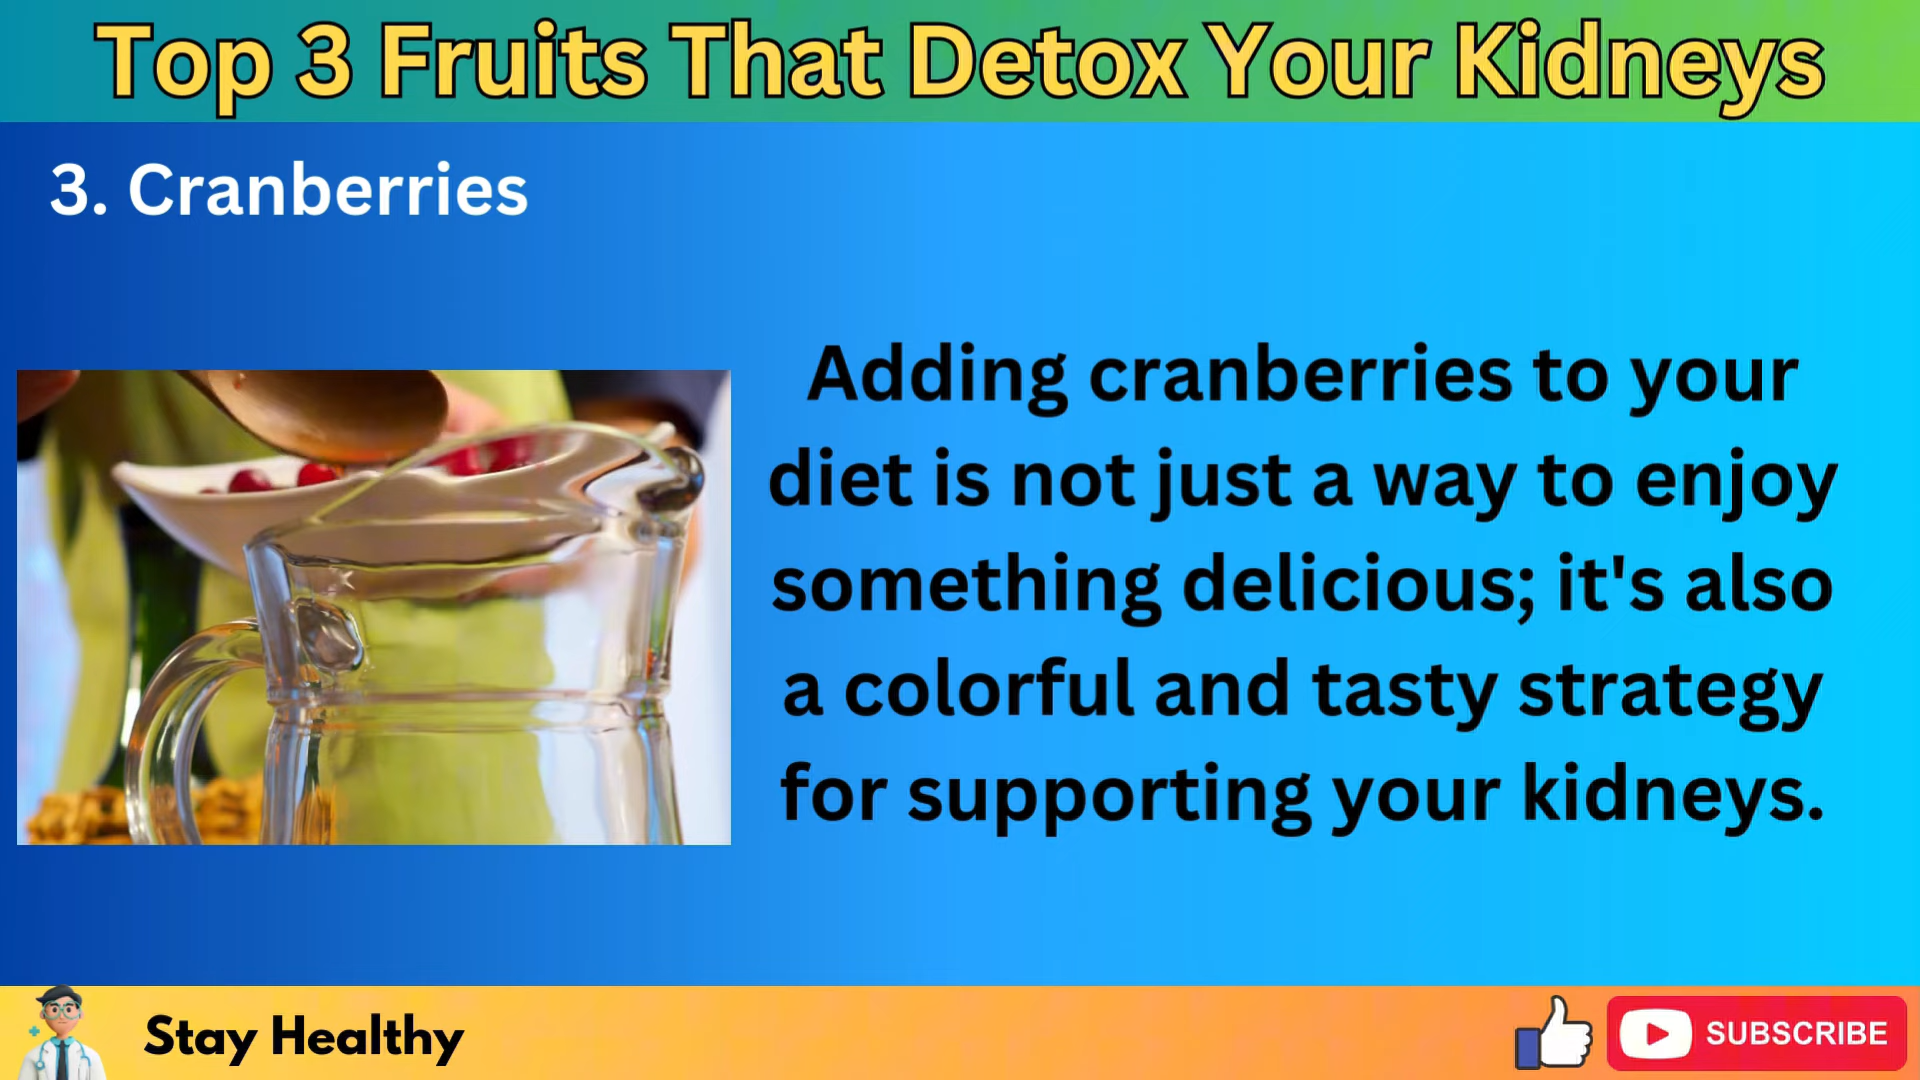 Top 3 Fruits That Detox Your Kidneys
3. Cranberries
Adding cranberries to your
diet is not just a way to enjoy
something delicious; it's also
a colorful and tasty strategy
for supporting your kidneys.
Stay Healthy
SUBSCRIBE